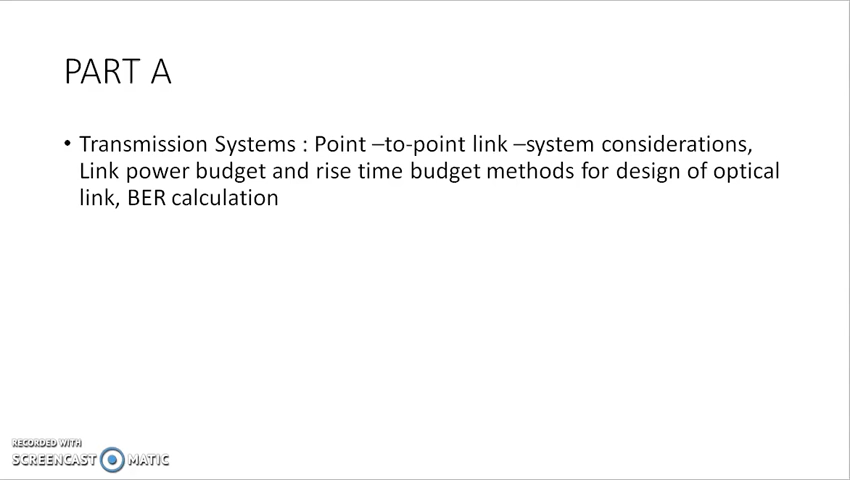 PART A
• Transmission Systems : Point –to-point link –system considerations,
Link power budget and rise time budget methods for design of optical
link, BER calculation
RECORDED WITH
SCREENCAST MATIC